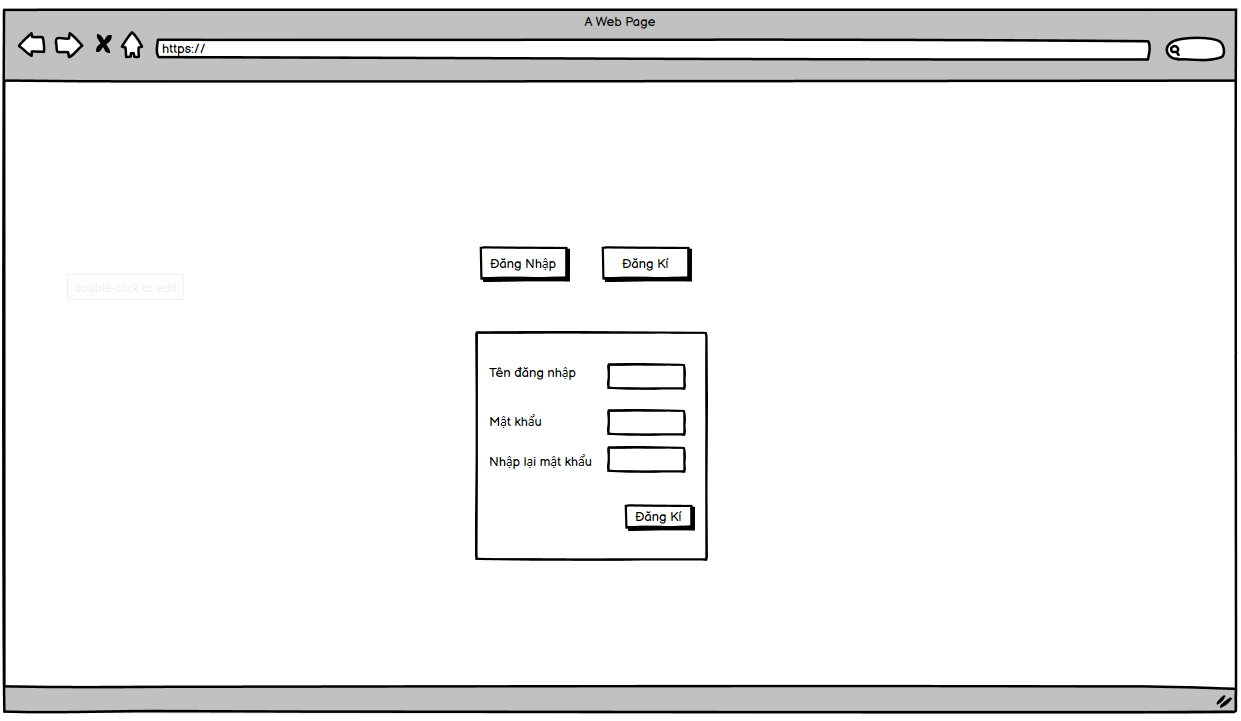 A Web Page
https://
Đăng Nhập
Đăng Kí
double-click to edit
Tên đăng nhập
Mật khẩu
Nhập lại mật khẩu
Đăng Kí